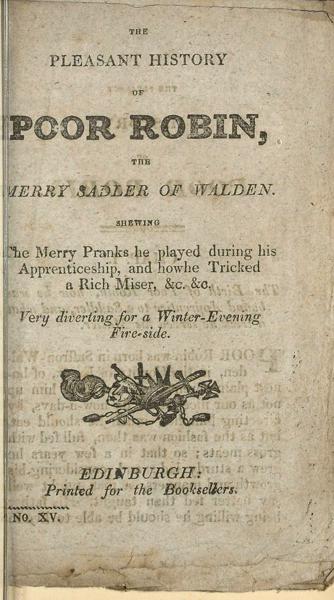 THE
PLEASANT HISTORY
OF
POOR ROBIN,
THE
MERRY SADLER OF WALDEN.
SHEWING
The Merry Pranks he played during his
Apprenticeship, and howhe Tricked
a Rich Miser, &c. &c.
Very diverting for a Winter-Evening
Fire-side.
EDINBURGH:
Printed for the Booksellers.
No. XV.